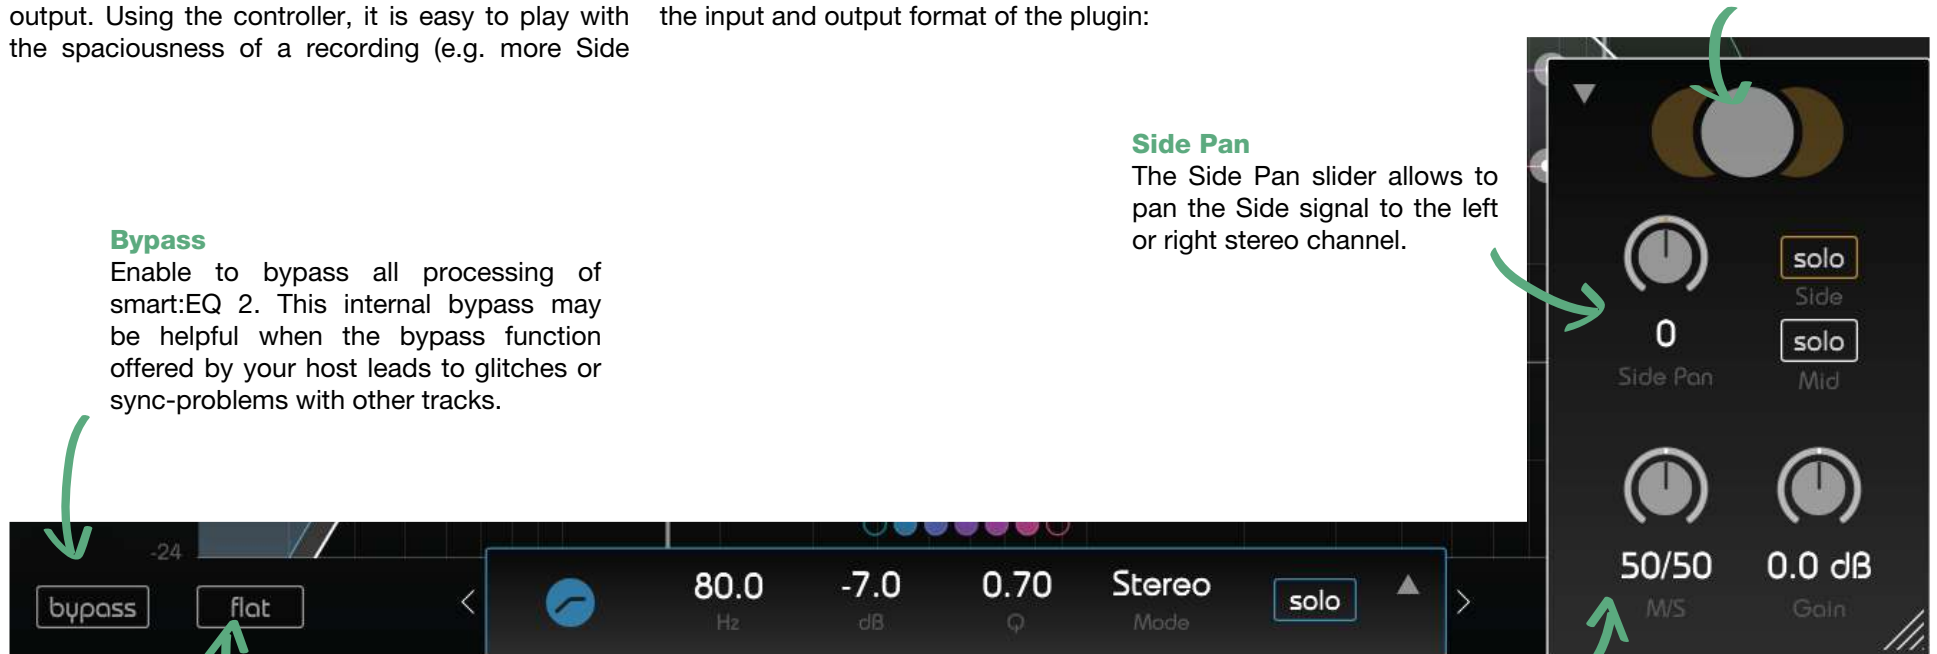 output. Using the controller, it is easy to play with
the spaciousness of a recording (e.g. more Side
the input and output format of the plugin:
Side Pan
The Side Pan slider allows to
pan the Side signal to the left
or right stereo channel.
Bypass
Enable to bypass all processing of
smart:EQ 2. This internal bypass may
be helpful when the bypass function
offered by your host leads to glitches or
sync-problems with other tracks.
solo
Side
0
solo
Side Pan
Mid
50/50
0.0 dB
M/S
Gain
-24
bypass
flat
<
80.0
Hz
-7.0
dB
0.70
Q
Stereo
Mode
solo
>